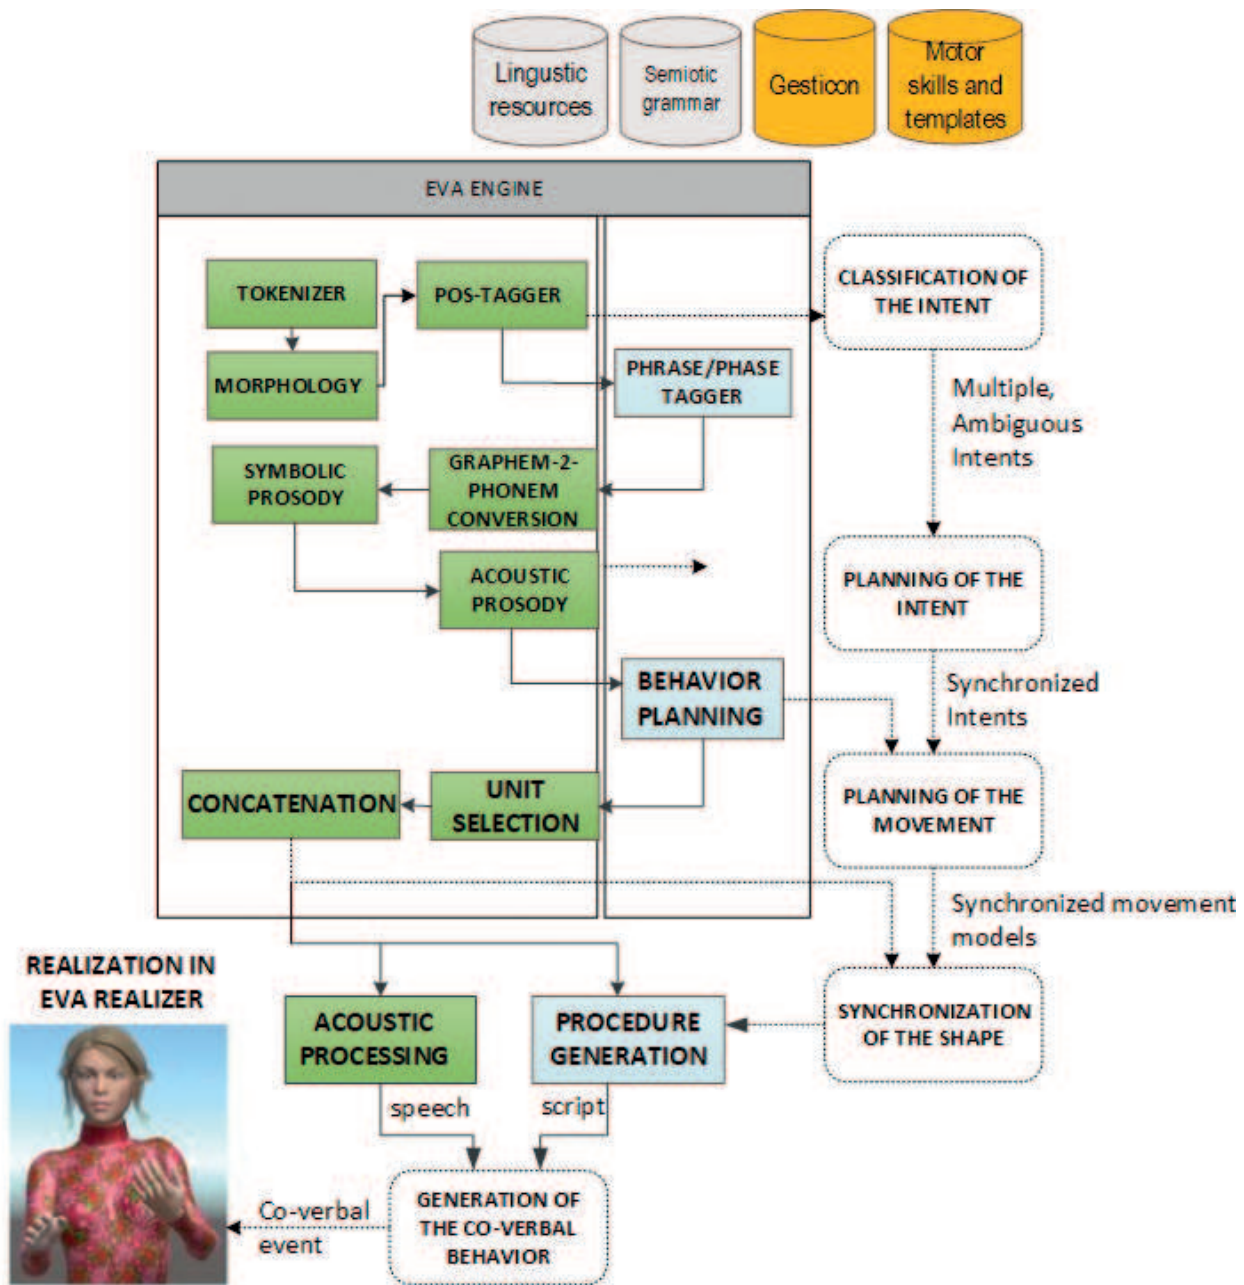 Lingustic
resources
Semiotic
grammar
Gesticon
Motor
skills and
templates
EVA ENGINE
TOKENIZER
POS-TAGGER
CLASSIFICATION OF
THE INTENT
MORPHOLOGY
PHRASE/PHASE
TAGGER
Multiple,
Ambiguous
Intents
SYMBOLIC
PROSODY
GRAPHEM-2-
PHONEM
CONVERSION
ACOUSTIC
PROSODY
PLANNING OF THE
INTENT
BEHAVIOR
PLANNING
Synchronized
Intents
CONCATENATION
UNIT
SELECTION
PLANNING OF THE
MOVEMENT
Synchronized movement
models
REALIZATION IN
EVA REALIZER
ACOUSTIC
PROCESSING
PROCEDURE
GENERATION
SYNCHRONIZATION
OF THE SHAPE
speech
script
GENERATION OF
THE CO-VERBAL
BEHAVIOR
Co-verbal
event